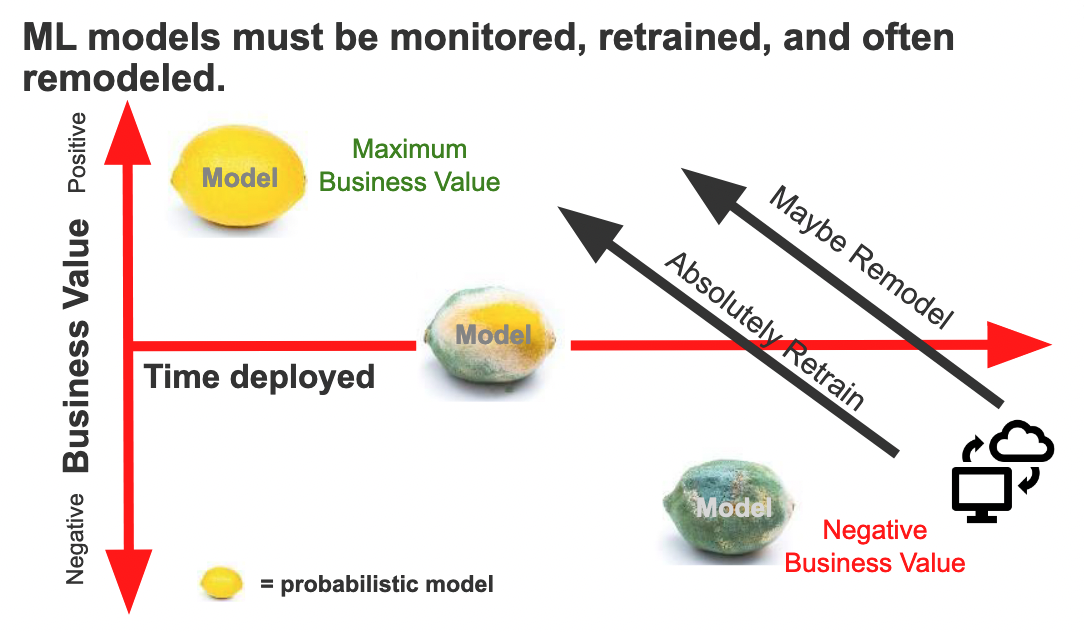 ML models must be monitored, retrained, and often
remodeled.
Positive
Business Value
Negative
Model
Maximum
Business Value
Maybe Remodel
Absolutely Retrain
Model
Time deployed
Model
Negative
Business Value
= probabilistic model